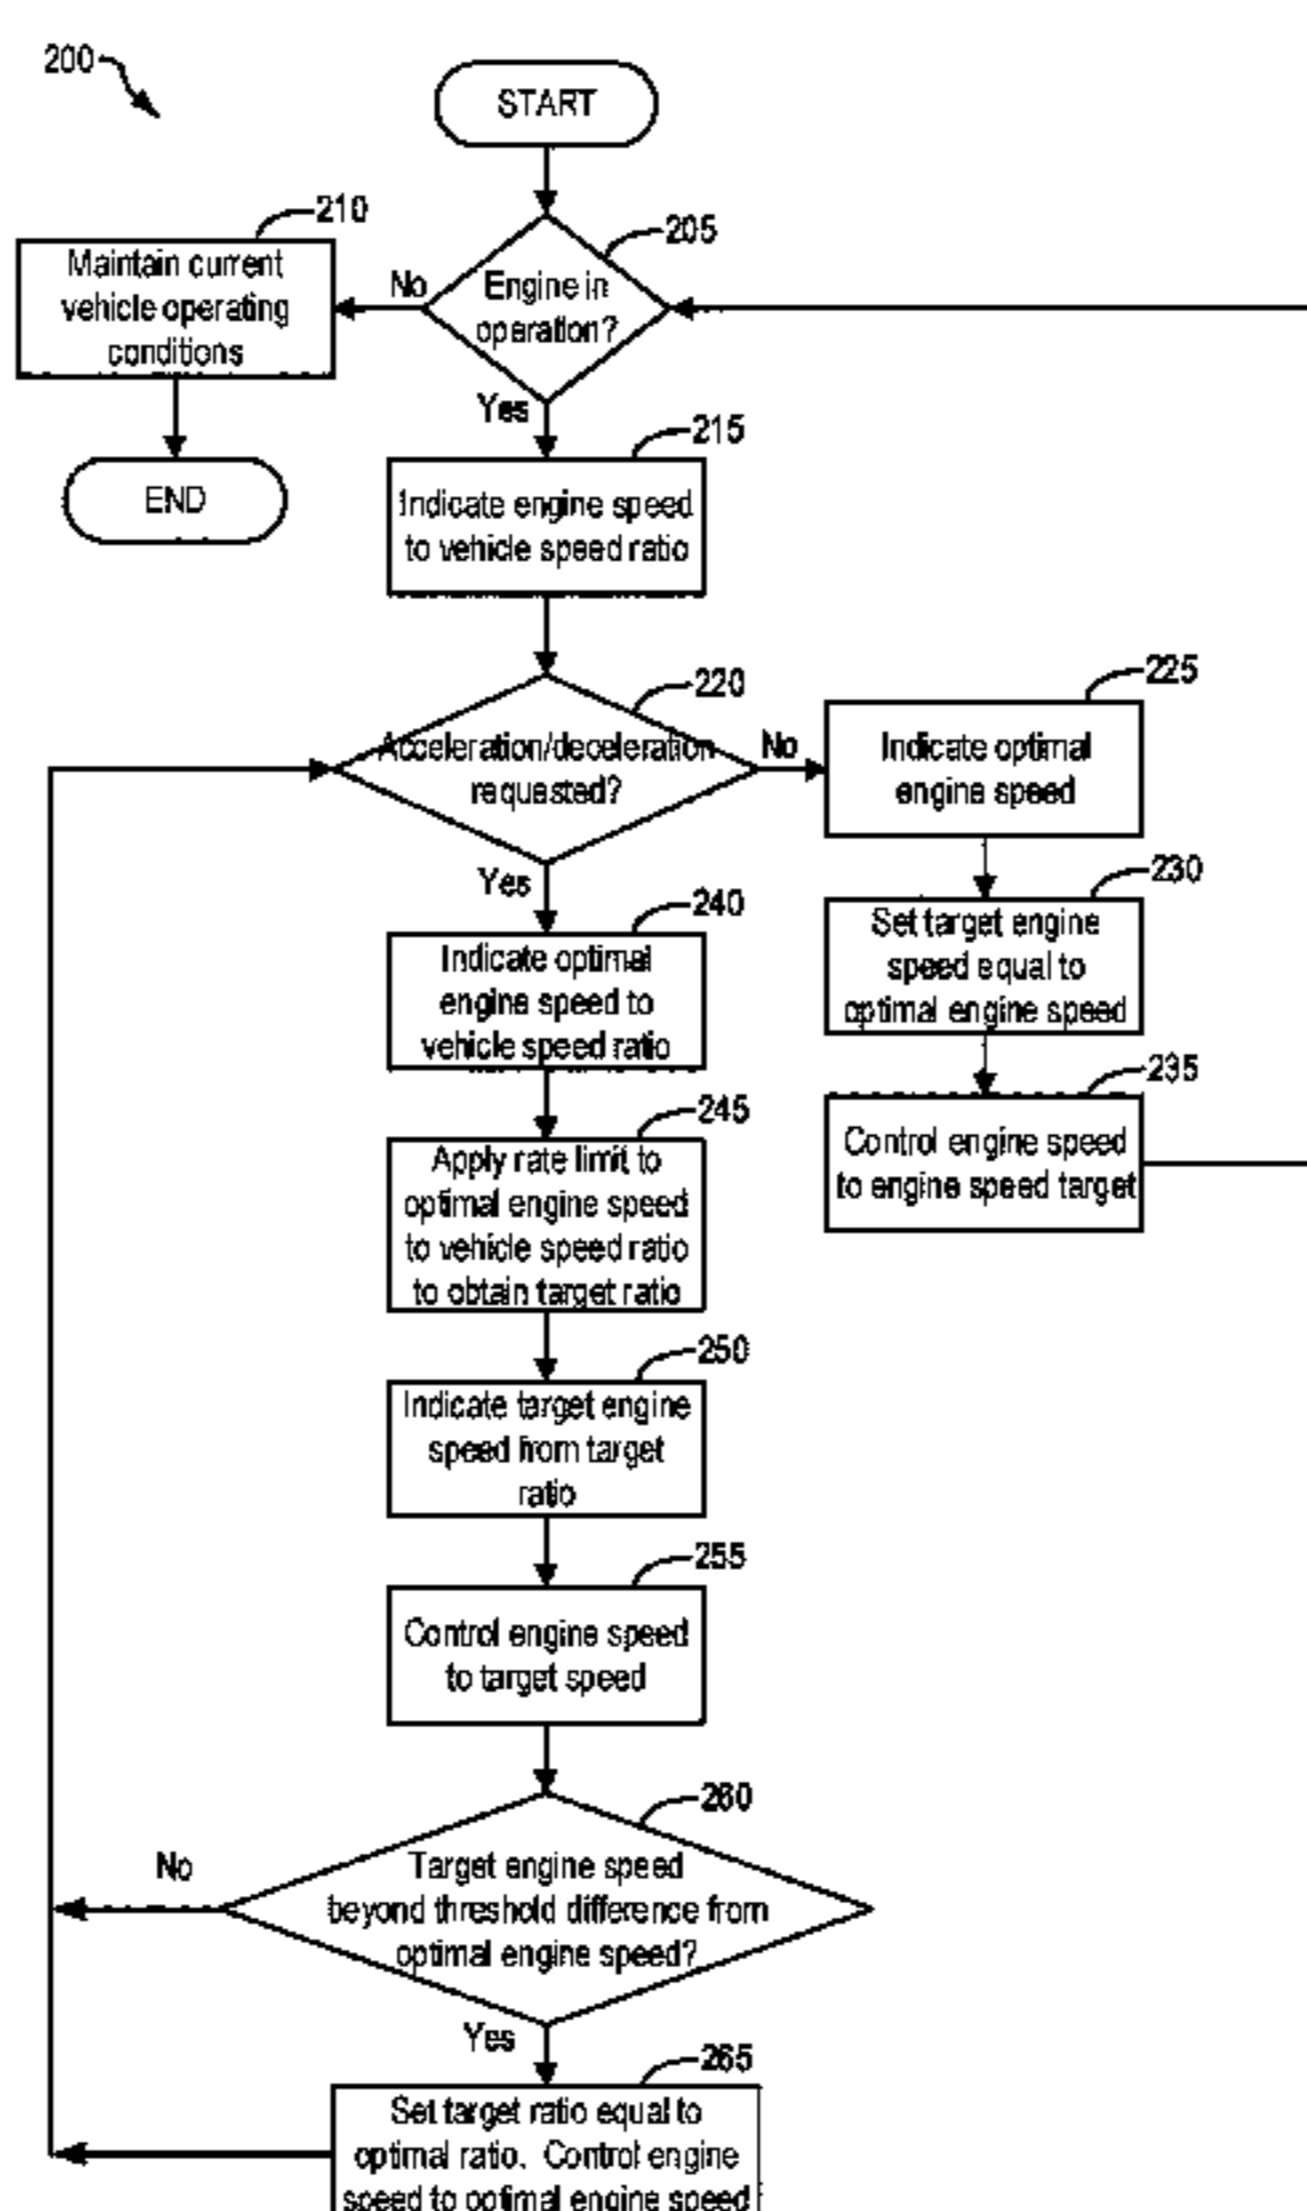 200
START
210
205
Maintain current
vehicle operating
conditions
No
Engine in
operation?
Yes
END
215
Indicate engine speed
to vehicle speed ratio
220
Acceleration/deceleration
requested?
No
225
Indicate optimal
engine speed
230
Set target engine
speed equal to
optimal engine speed
235
Control engine speed
to engine speed target
Yes
240
Indicate optimal
engine speed to
vehicle speed ratio
245
Apply rate limit to
optimal engine speed
to vehicle speed ratio
to obtain target ratio
250
Indicate target engine
speed from target
ratio
255
Control engine speed
to target speed
260
Target engine speed
beyond threshold difference from
optimal engine speed?
No
Yes
265
Set target ratio equal to
optimal ratio. Control engine
speed to optimal engine speed